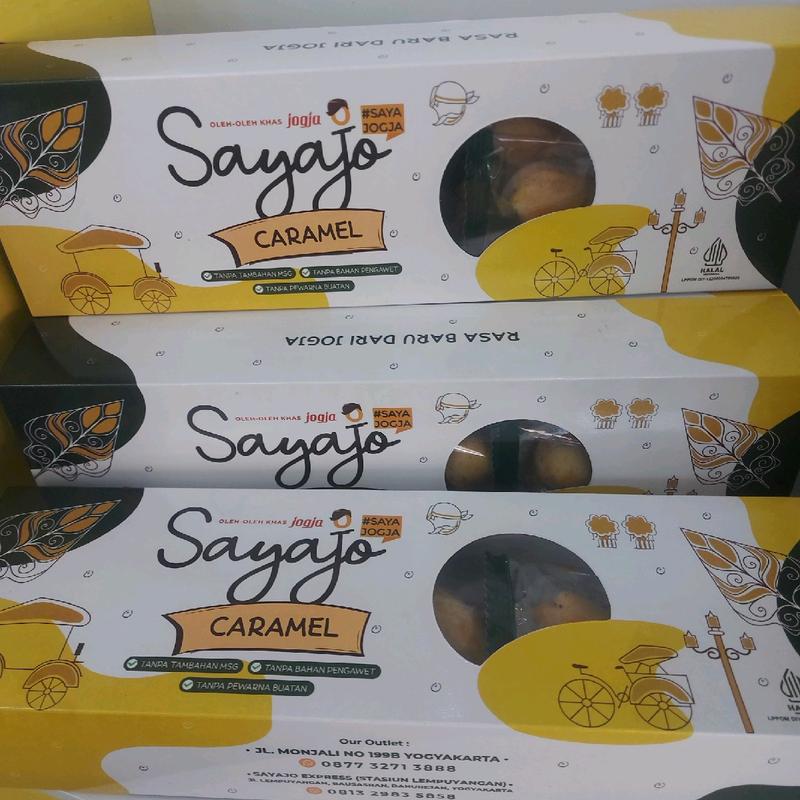 RASA BARU DARI JOGJA
OLEH-OLEH KHAS jogja
#SAYA
JOGJA
Sayajo
CARAMEL
TANPA TAMBAHAN MSG
TANPA BAHAN PENGAWET
TANPA PEWARNA BUATAN
HALAL
RASA BARU DARI JOGJA
OLEH-OLEH KHAS jogja
#SAYA
JOGJA
Sayajo
OLEH-OLEH KHAS jogja
#SAYA
JOGJA
Sayajo
CARAMEL
TANPA TAMBAHAN MSG
TANPA BAHAN PENGAWET
TANPA PEWARNA BUATAN
Our Outlet :
• JL. MONJALI NO 199B YOGYAKARTA •
0877 3271 3888
• SAYAJO EXPRESS (STASIUN LEMPUYANGAN) •
JL. LEMPUYANGAN, BAUSASRAN, DANUREJAN, YOGYAKARTA
0813 2983 5858